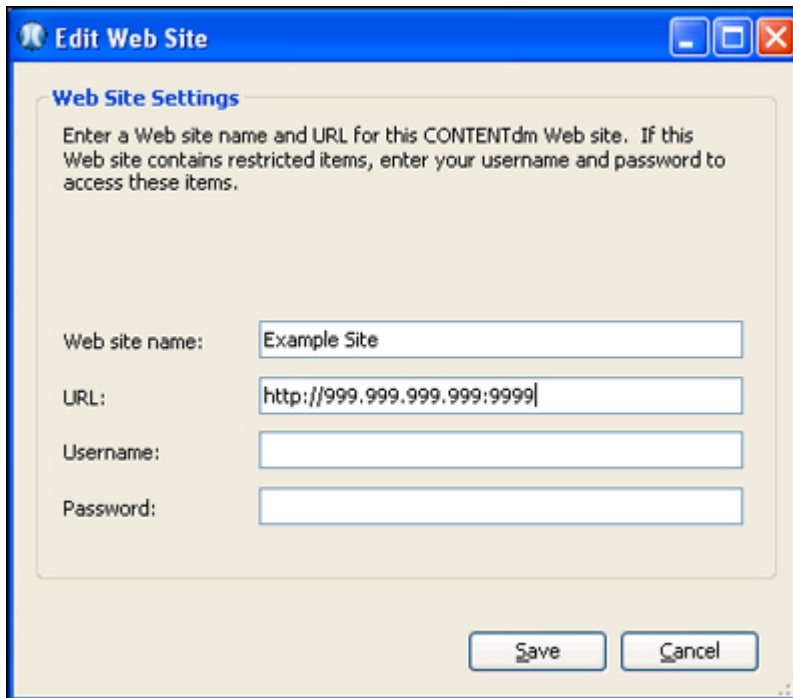 Edit Web Site
Web Site Settings
Enter a Web site name and URL for this CONTENTdm Web site.  If this
Web site contains restricted items, enter your username and password to
access these items.
Web site name: Example Site
URL: http://999.999.999.999:9999
Username:
Password:
Save Cancel